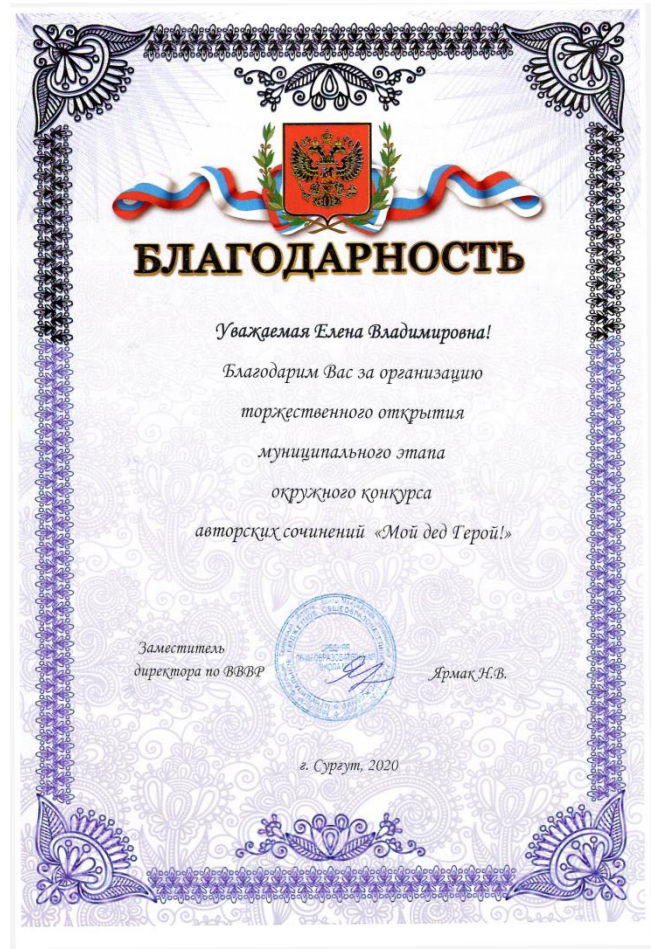 БЛАГОДАРНОСТЬ
Уважаемая Елена Владимировна!
Благодарим Вас за организацию
торжественного открытия
муниципального этапа
окружного конкурса
авторских сочинений «Мой дед Герой!»
Заместитель
директора по ВВВР
Ярмак Н.В.
г. Сургут, 2020